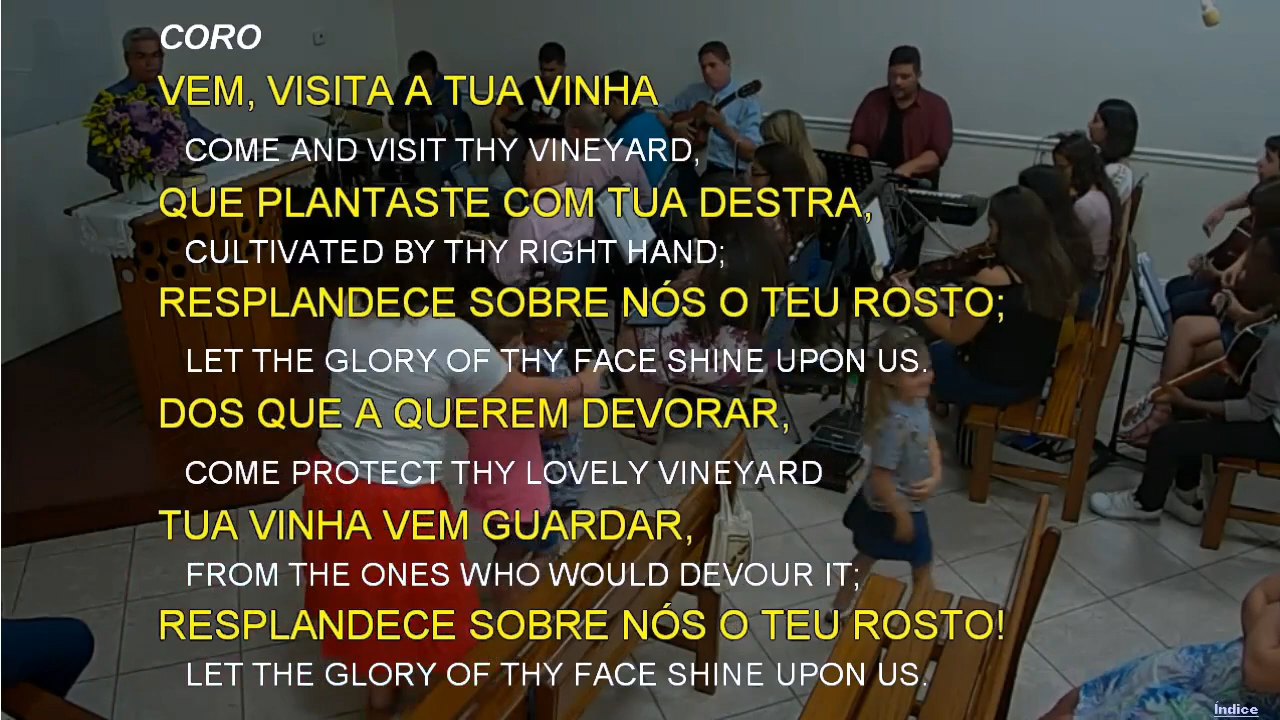 CORO
VEM, VISITA A TUA VINHA
COME AND VISIT THY VINEYARD,
QUE PLANTASTE COM TUA DESTRA,
CULTIVATED BY THY RIGHT HAND;
RESPLANDECE SOBRE NÓS O TEU ROSTO;
LET THE GLORY OF THY FACE SHINE UPON US.
DOS QUE A QUEREM DEVORAR,
COME PROTECT THY LOVELY VINEYARD
TUA VINHA VEM GUARDAR,
FROM THE ONES WHO WOULD DEVOUR IT;
RESPLANDECE SOBRE NÓS O TEU ROSTO!
LET THE GLORY OF THY FACE SHINE UPON US.
Índice